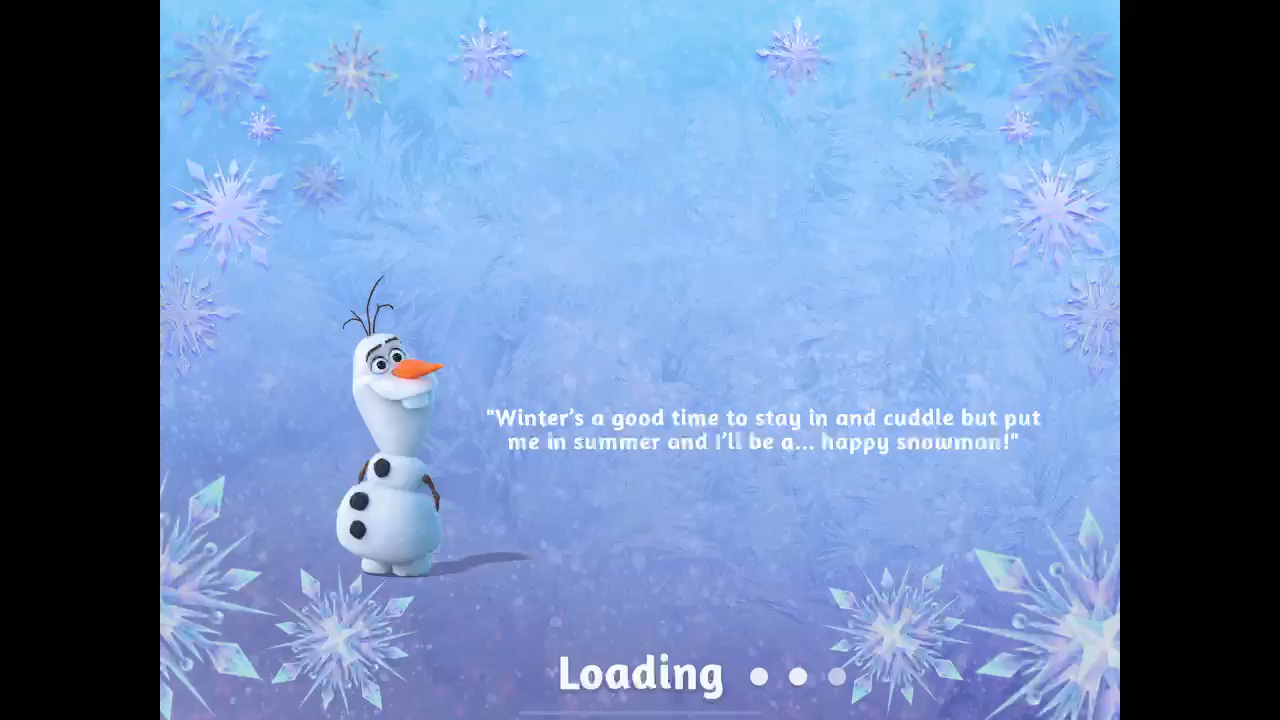 "Winter's a good time to stay in and cuddle but put
me in summer and I'll be a... happy snowman!"
Loading